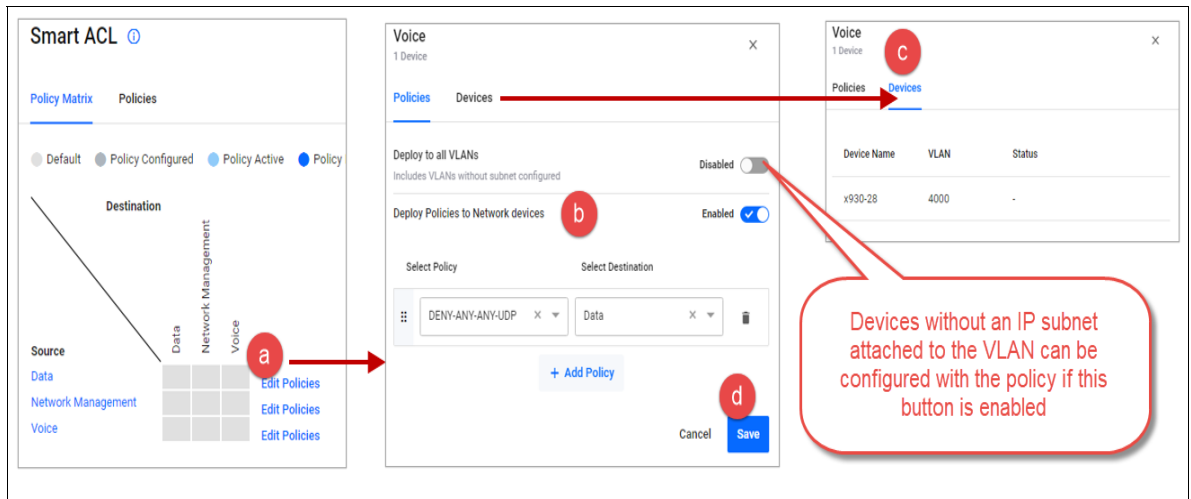 Smart ACL
Policy Matrix Policies
Default Policy Configured Policy Active Policy
Destination
Data
Network Management
Voice
Source
a
Data Edit Policies
Network Management Edit Policies
Voice Edit Policies
Voice
1 Device
Policies Devices
Deploy to all VLANs
Includes VLANs without subnet configured
Disabled
Deploy Policies to Network devices
b
Enabled
Select Policy Select Destination
DENY-ANY-ANY-UDP Data
+ Add Policy
d
Cancel Save
Voice
1 Device
c
Policies Devices
Device Name VLAN Status
x930-28 4000 -
Devices without an IP subnet
attached to the VLAN can be
configured with the policy if this
button is enabled